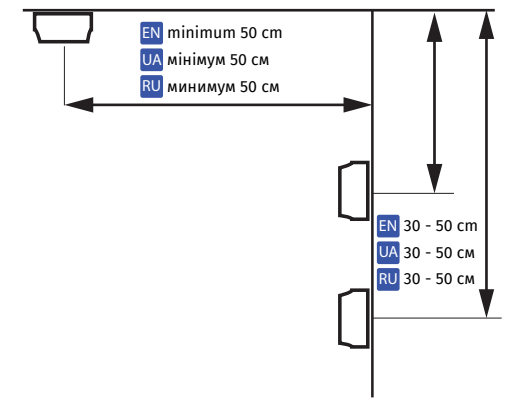 EN minimum 50 cm
UA мінімум 50 см
RU минимум 50 см
EN 30 - 50 cm
UA 30 - 50 см
RU 30 - 50 см